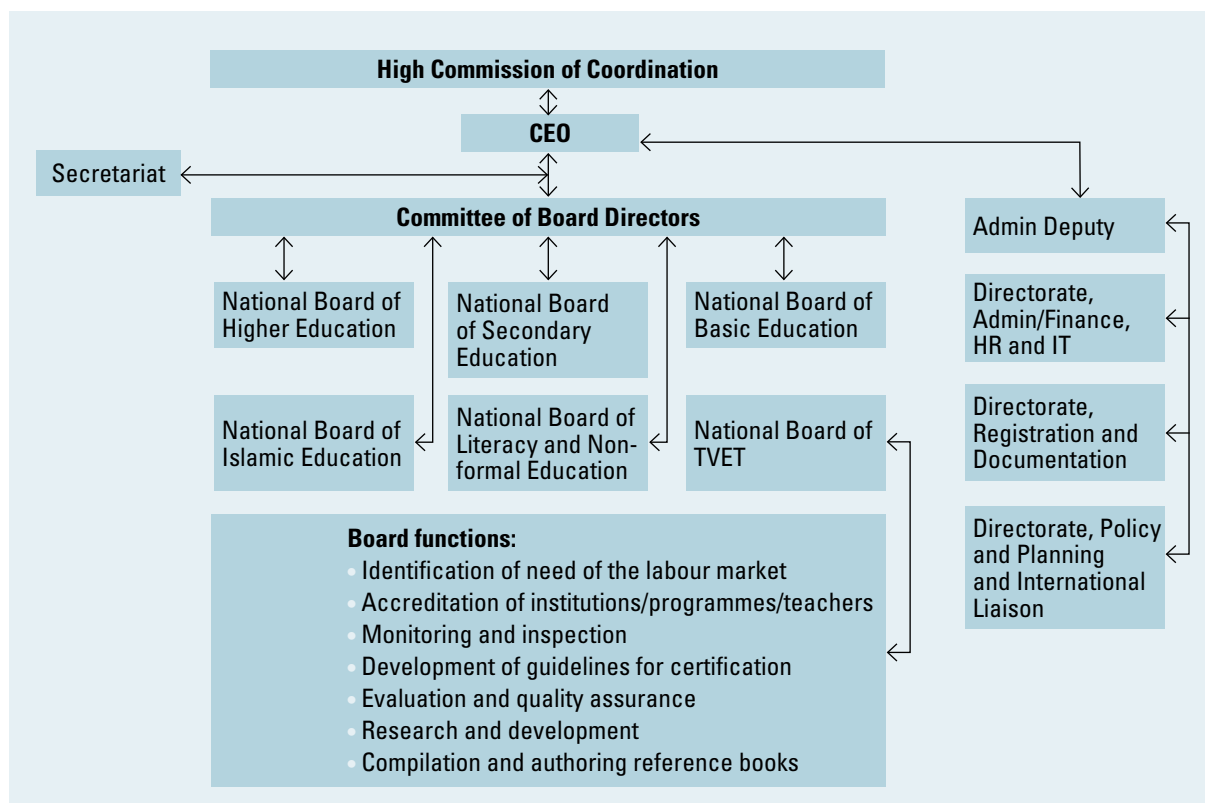 High Commission of Coordination
CEO
Secretariat
Committee of Board Directors
Admin Deputy
National Board of
Higher Education
National Board
of Secondary
Education
National Board of
Basic Education
Directorate,
Admin/Finance,
HR and IT
National Board of
Islamic Education
National Board of
Literacy and Non-
formal Education
National Board of
TVET
Directorate,
Registration and
Documentation
Board functions:
• Identification of need of the labour market
• Accreditation of institutions/programmes/teachers
• Monitoring and inspection
• Development of guidelines for certification
• Evaluation and quality assurance
• Research and development
• Compilation and authoring reference books
Directorate, Policy
and Planning
and International
Liaison